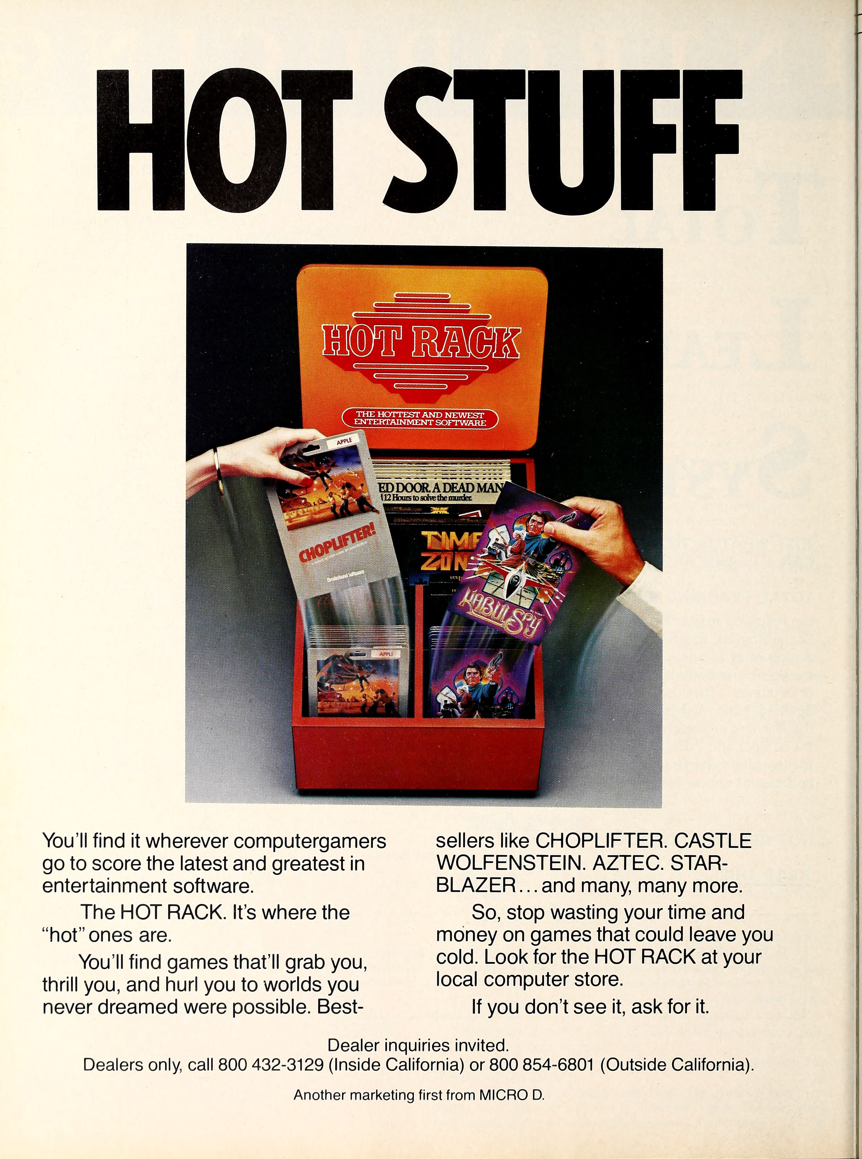 HOT STUFF
HOT RACK
THE HOTTEST AND NEWEST
ENTERTAINMENT SOFTWARE
APPLE
CHOPLIFTER!
Brøderbund Software
ED DOOR. A DEAD MAN
12 Hours to solve the murder.
TIME
ZON
KABUL SPY
APPLE
You'll find it wherever computergamers
go to score the latest and greatest in
entertainment software.
The HOT RACK. It's where the
“hot” ones are.
You'll find games that'll grab you,
thrill you, and hurl you to worlds you
never dreamed were possible. Best-
sellers like CHOPLIFTER. CASTLE
WOLFENSTEIN. AZTEC. STAR-
BLAZER...and many, many more.
So, stop wasting your time and
money on games that could leave you
cold. Look for the HOT RACK at your
local computer store.
If you don't see it, ask for it.
Dealer inquiries invited.
Dealers only, call 800 432-3129 (Inside California) or 800 854-6801 (Outside California).
Another marketing first from MICRO D.